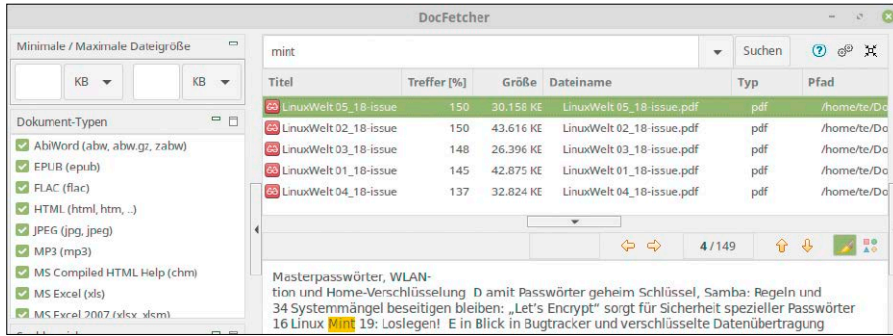 DocFetcher
Minimale / Maximale Dateigröße
KB KB
Dokument-Typen
AbiWord (abw, abw.gz, zabw)
EPUB (epub)
FLAC (flac)
HTML (html, htm, ..)
JPEG (jpg, jpeg)
MP3 (mp3)
MS Compiled HTML Help (chm)
MS Excel (xls)
MS Excel 2007 (xlsx, xlsm)
mint Suchen
Titel Treffer [%] Größe Dateiname Typ Pfad
LinuxWelt 05_18-issue 150 30.158 KE LinuxWelt 05_18-issue.pdf pdf /home/te/Do
LinuxWelt 02_18-issue 150 43.616 KE LinuxWelt 02_18-issue.pdf pdf /home/te/Do
LinuxWelt 03_18-issue 148 26.396 KE LinuxWelt 03_18-issue.pdf pdf /home/te/Do
LinuxWelt 01_18-issue 145 42.875 KE LinuxWelt 01_18-issue.pdf pdf /home/te/Do
LinuxWelt 04_18-issue 137 32.824 KE LinuxWelt 04_18-issue.pdf pdf /home/te/Do
4/149
Masterpasswörter, WLAN-
tion und Home-Verschlüsselung D amit Passwörter geheim Schlüssel, Samba: Regeln und
34 Systemmängel beseitigen bleiben: „Let's Encrypt" sorgt für Sicherheit spezieller Passwörter
16 Linux Mint 19: Loslegen! E in Blick in Bugtracker und verschlüsselte Datenübertragung